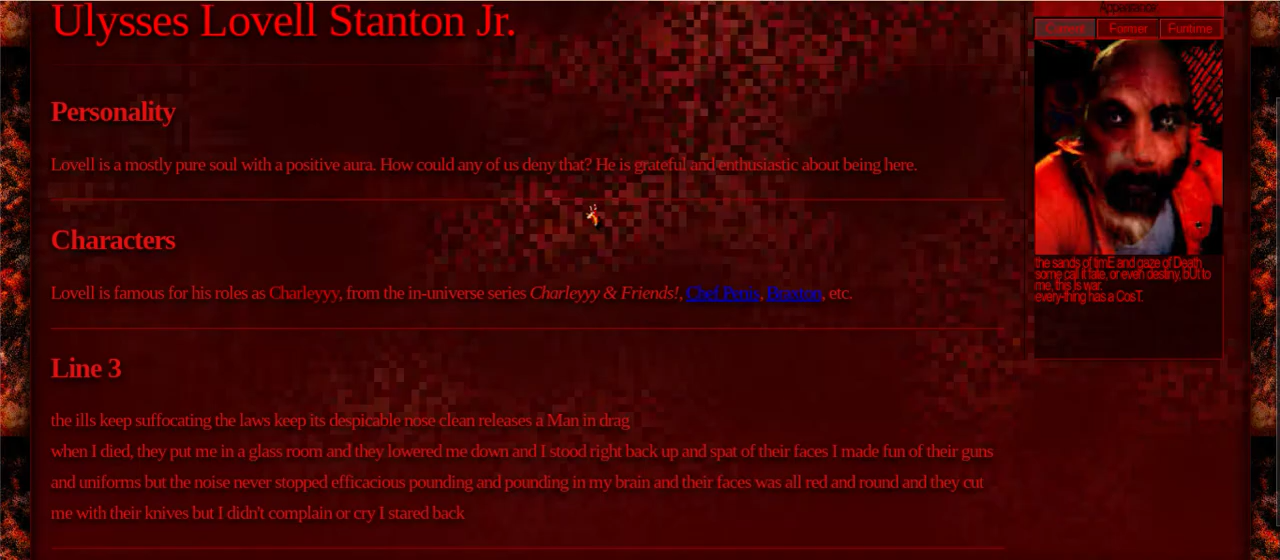 Ulysses Lovell Stanton Jr.
Personality
Lovell is a mostly pure soul with a positive aura. How could any of us deny that? He is grateful and enthusiastic about being here.
Characters
Lovell is famous for his roles as Charleyyy, from the in-universe series Charleyyy & Friends!, Chef Penis, Braxton, etc.
Line 3
the ills keep suffocating the laws keep its despicable nose clean releases a Man in drag
when I died, they put me in a glass room and they lowered me down and I stood right back up and spat of their faces I made fun of their guns
and uniforms but the noise never stopped efficacious pounding and pounding in my brain and their faces was all red and round and they cut
me with their knives but I didn't complain or cry I stared back
Appearance
Current Former Funtime
the sands of timE and gaze of Death
some call it fate, or even destiny, bUt to
me, this is war.
every-thing has a CosT.